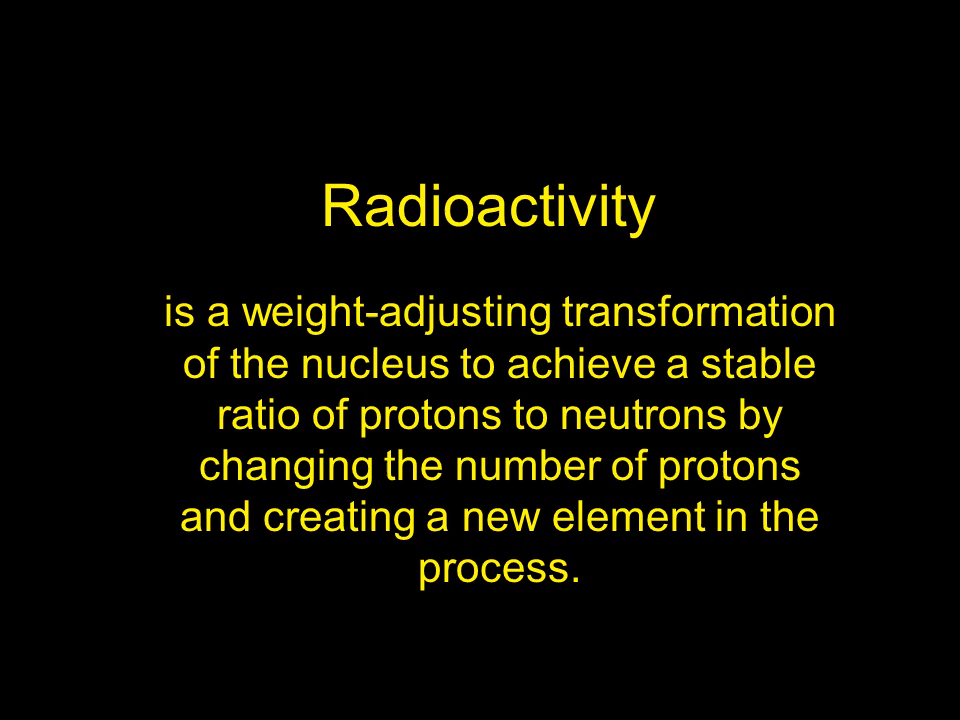 Radioactivity
is a weight-adjusting transformation
of the nucleus to achieve a stable
ratio of protons to neutrons by
changing the number of protons
and creating a new element in the
process.